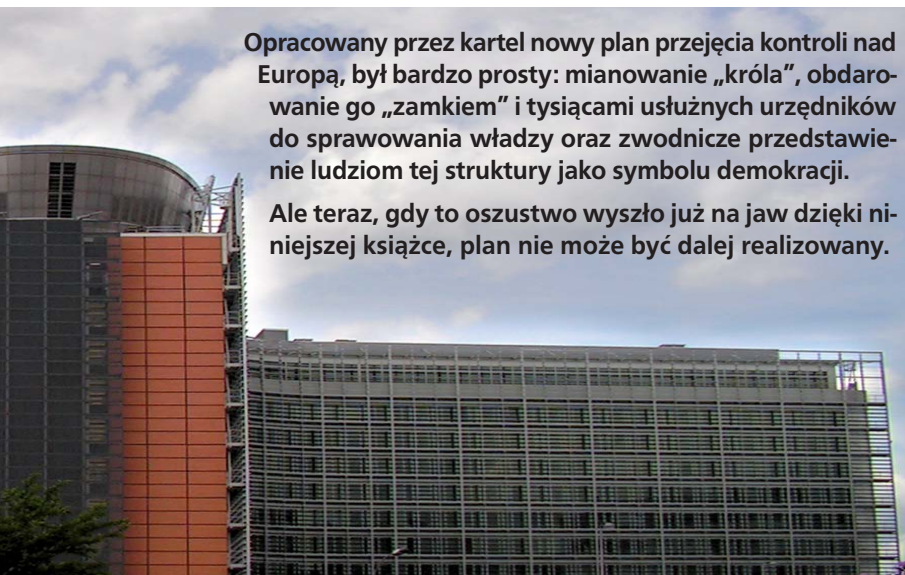 Opracowany przez kartel nowy plan przejęcia kontroli nad
Europą, był bardzo prosty: mianowanie „króla”, obdaro-
wanie go „zamkiem” i tysiącami usłużnych urzędników
do sprawowania władzy oraz zwodnicze przedstawie-
nie ludziom tej struktury jako symbolu demokracji.
Ale teraz, gdy to oszustwo wyszło już na jaw dzięki ni-
niejszej książce, plan nie może być dalej realizowany.